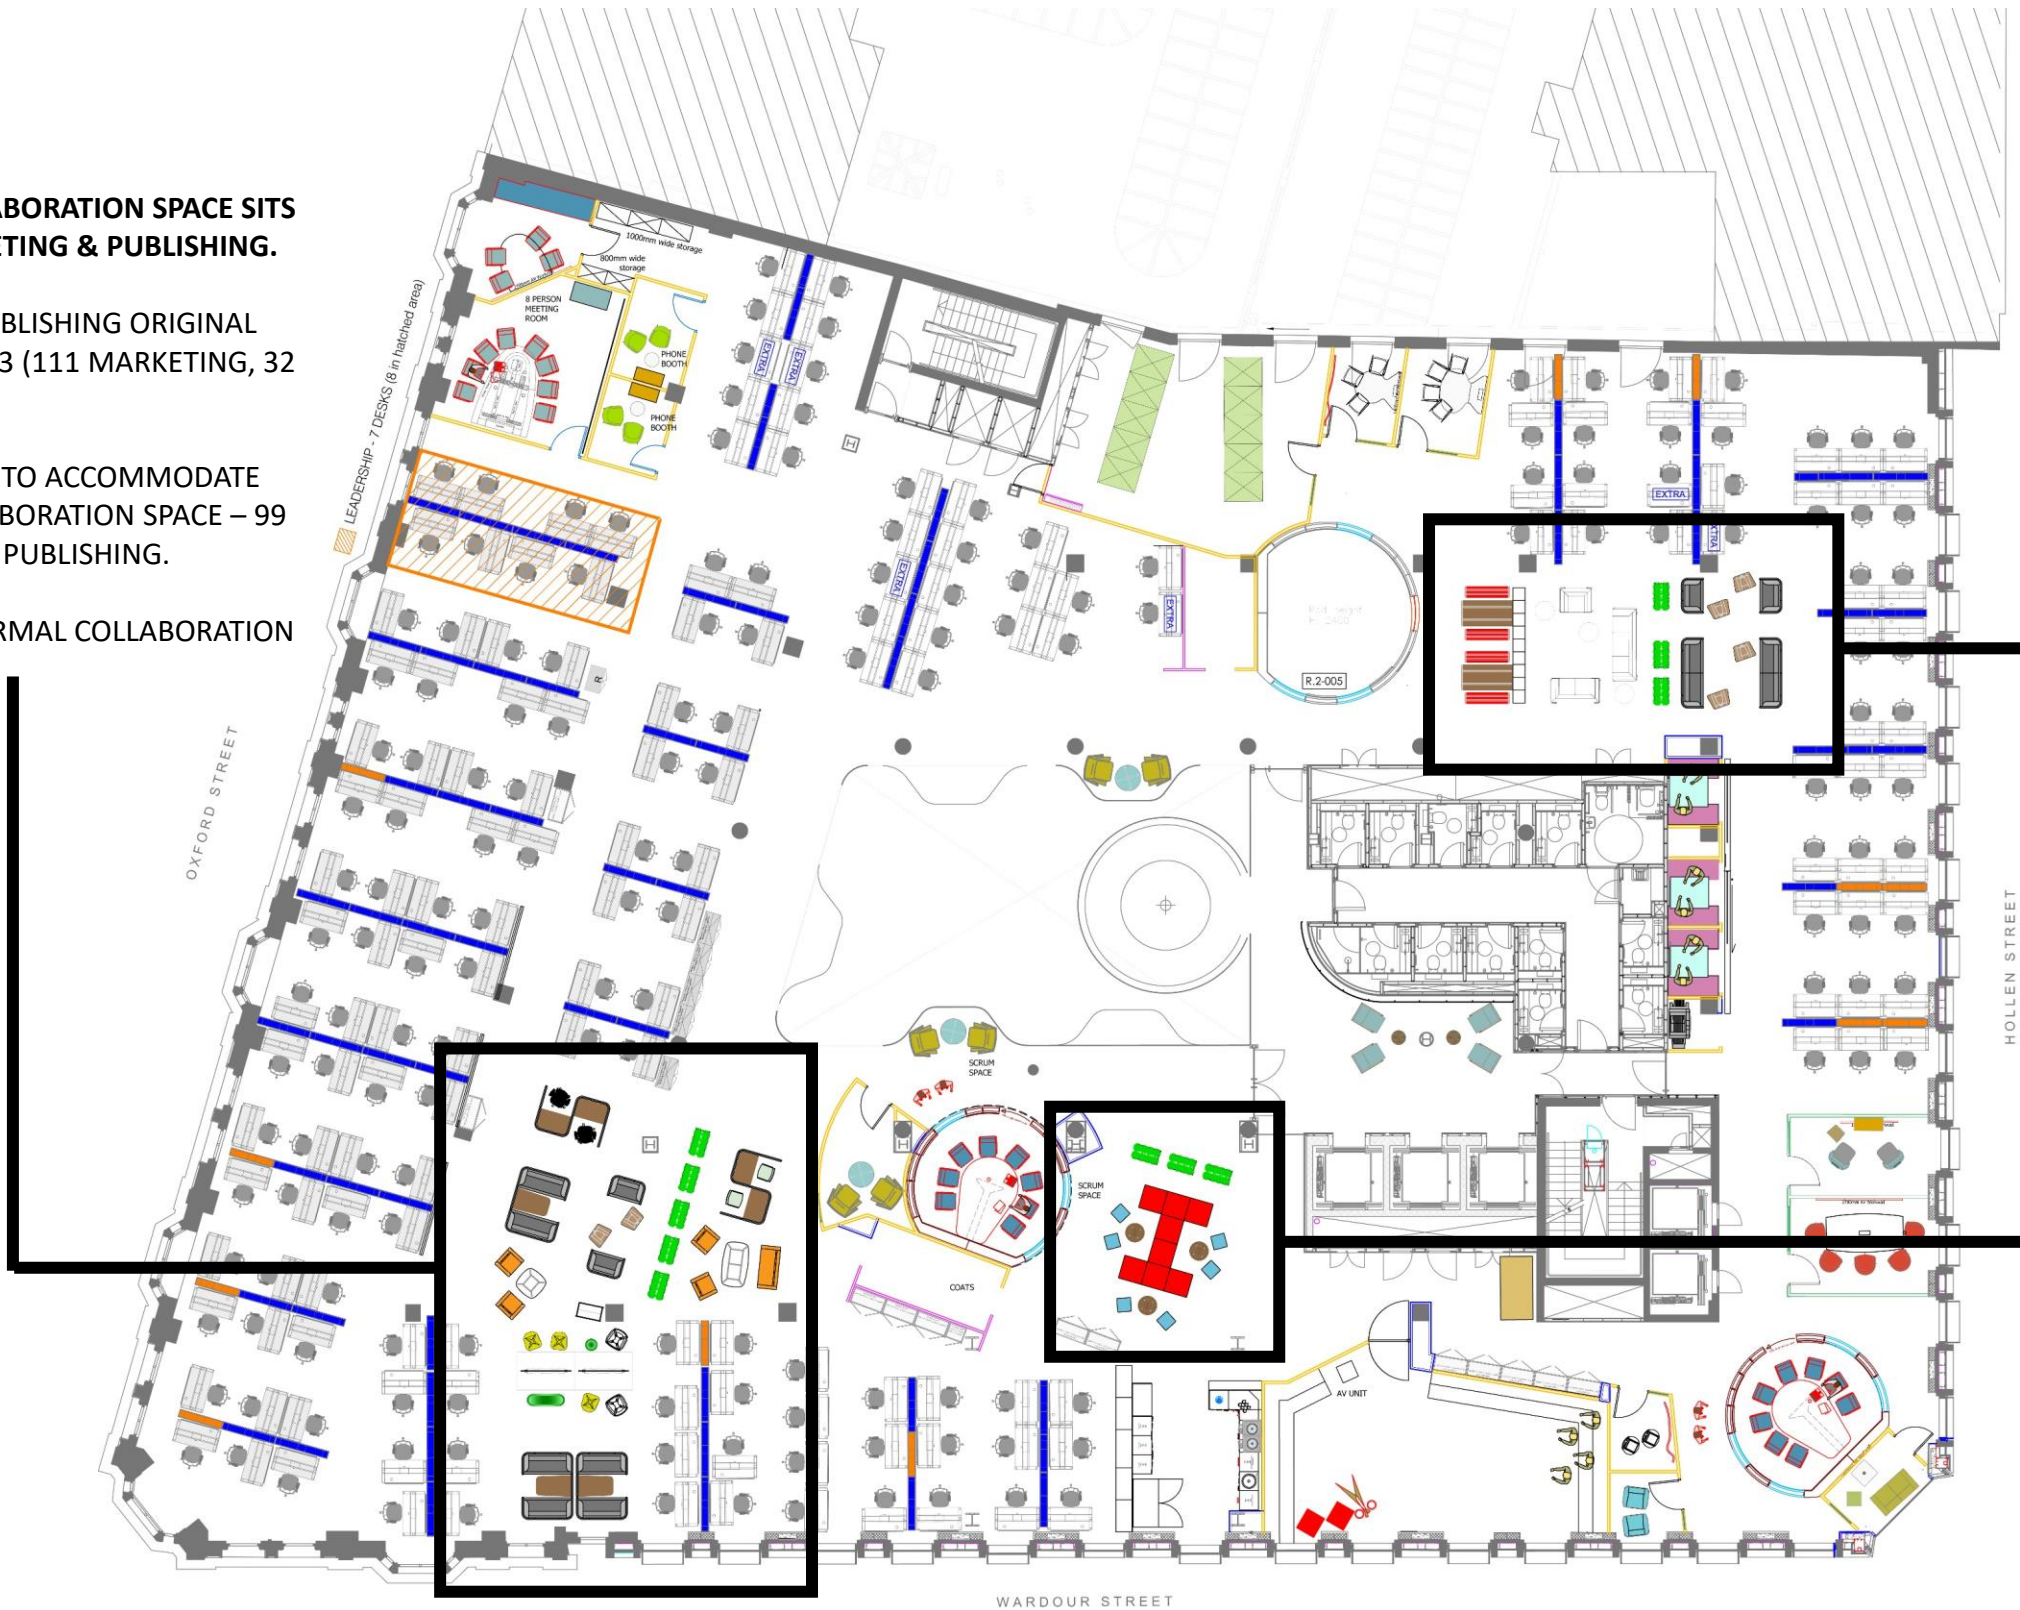 ABORATION SPACE SITS
ETING & PUBLISHING.
BLISHING ORIGINAL
3 (111 MARKETING, 32
TO ACCOMMODATE
BORATION SPACE – 99
PUBLISHING.
RMAL COLLABORATION
LEADERSHIP - 7 DESKS (8 in hatched area)
1000mm wide storage
800mm wide
storage
8 PERSON
MEETING
ROOM
PHONE
BOOTH
PHONE
BOOTH
EXTRA
EXTRA
EXTRA
EXTRA
EXTRA
EXTRA
R
R.2-005
OXFORD STREET
HOLLEN STREET
SCRUM
SPACE
SCRUM
SPACE
COATS
AV UNIT
WARDOUR STREET